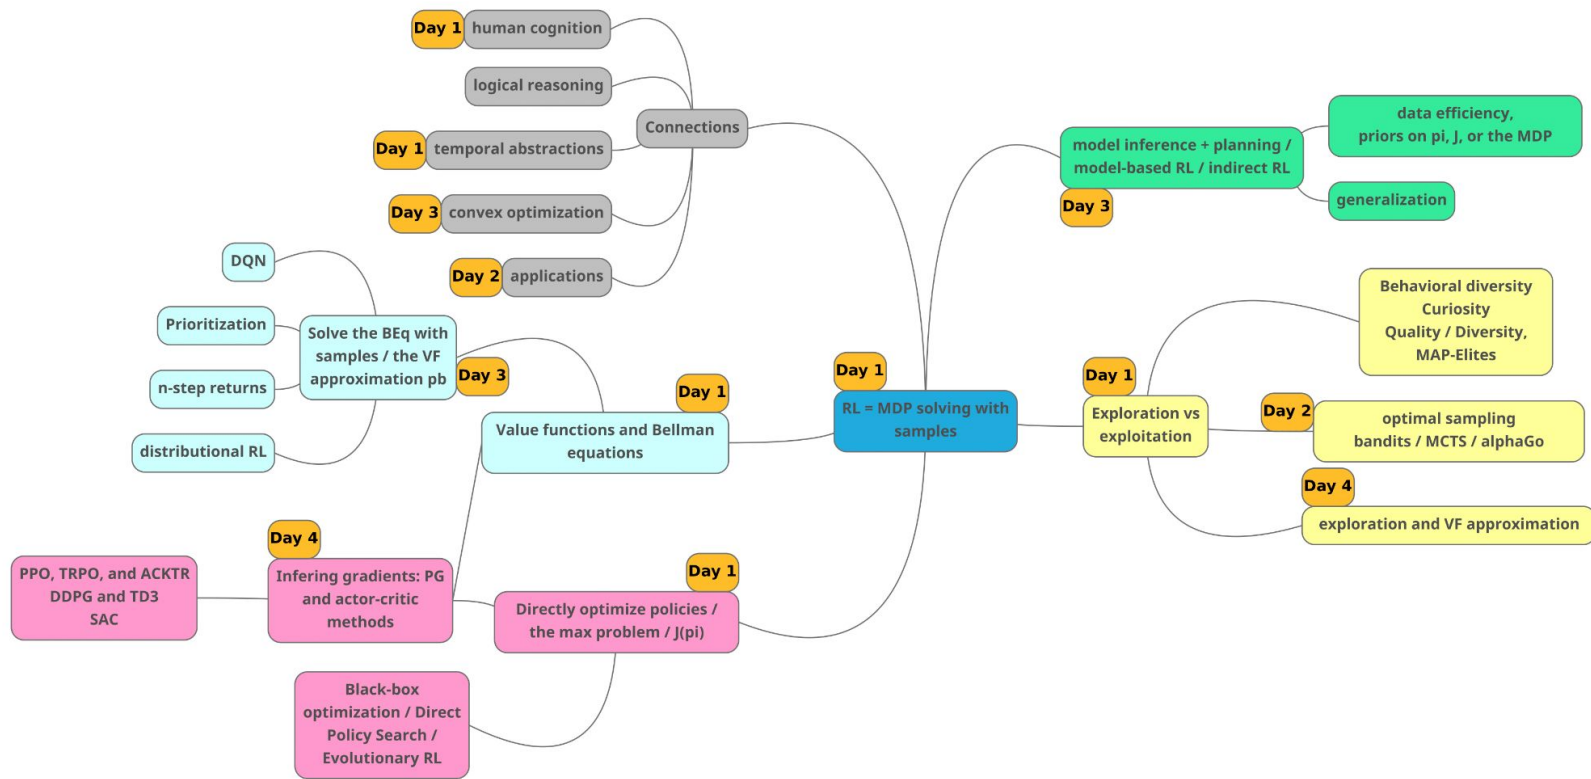 Day 1
human cognition
logical reasoning
Day 1
temporal abstractions
Day 3
convex optimization
Day 2
applications
Connections
model inference + planning /
model-based RL / indirect RL
Day 3
data efficiency,
priors on pi, J, or the MDP
generalization
DQN
Prioritization
n-step returns
distributional RL
Solve the BEq with
samples / the VF
approximation pb
Day 3
Day 1
Value functions and Bellman
equations
Day 1
RL = MDP solving with
samples
Day 1
Exploration vs
exploitation
Behavioral diversity
Curiosity
Quality / Diversity,
MAP-Elites
Day 2
optimal sampling
bandits / MCTS / alphaGo
Day 4
exploration and VF approximation
PPO, TRPO, and ACKTR
DDPG and TD3
SAC
Day 4
Infering gradients: PG
and actor-critic
methods
Day 1
Directly optimize policies /
the max problem / J(pi)
Black-box
optimization / Direct
Policy Search /
Evolutionary RL